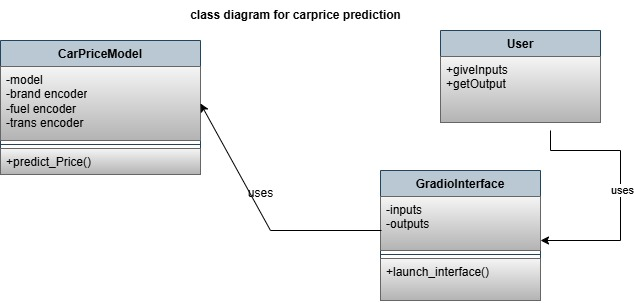 class diagram for carprice prediction
CarPriceModel
-model
-brand encoder
-fuel encoder
-trans encoder
+predict_Price()
User
+giveInputs
+getOutput
uses
uses
GradioInterface
-inputs
-outputs
+launch_interface()